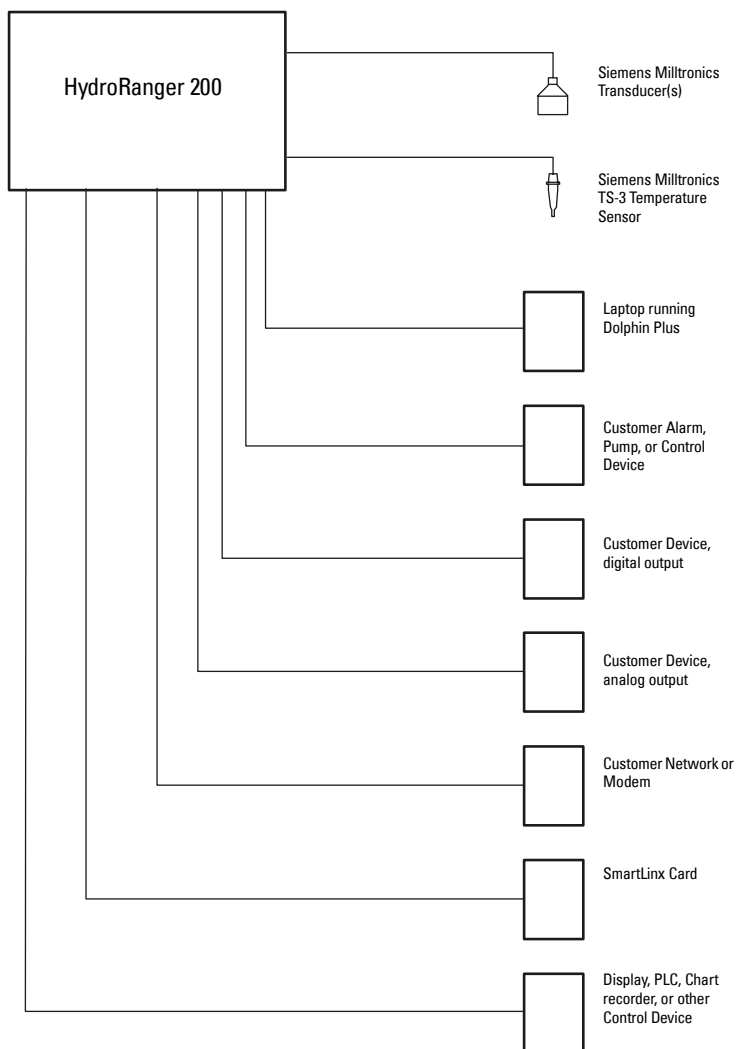 HydroRanger 200
Siemens Milltronics
Transducer(s)
Siemens Milltronics
TS-3 Temperature
Sensor
Laptop running
Dolphin Plus
Customer Alarm,
Pump, or Control
Device
Customer Device,
digital output
Customer Device,
analog output
Customer Network or
Modem
SmartLinx Card
Display, PLC, Chart
recorder, or other
Control Device